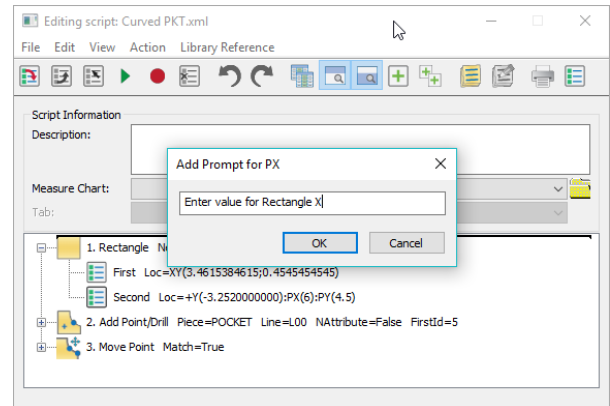 Editing script: Curved PKT.xml
File Edit View Action Library Reference
Script Information
Description:
Add Prompt for PX
Measure Chart:
Enter value for Rectangle X
Tab:
OK Cancel
1. Rectangle
First Loc=XY(3.4615384615;0.4545454545)
Second Loc=+Y(-3.2520000000):PX(6):PY(4.5)
2. Add Point/Drill Piece=POCKET Line=L00 NAttribute=False FirstId=5
3. Move Point Match=True